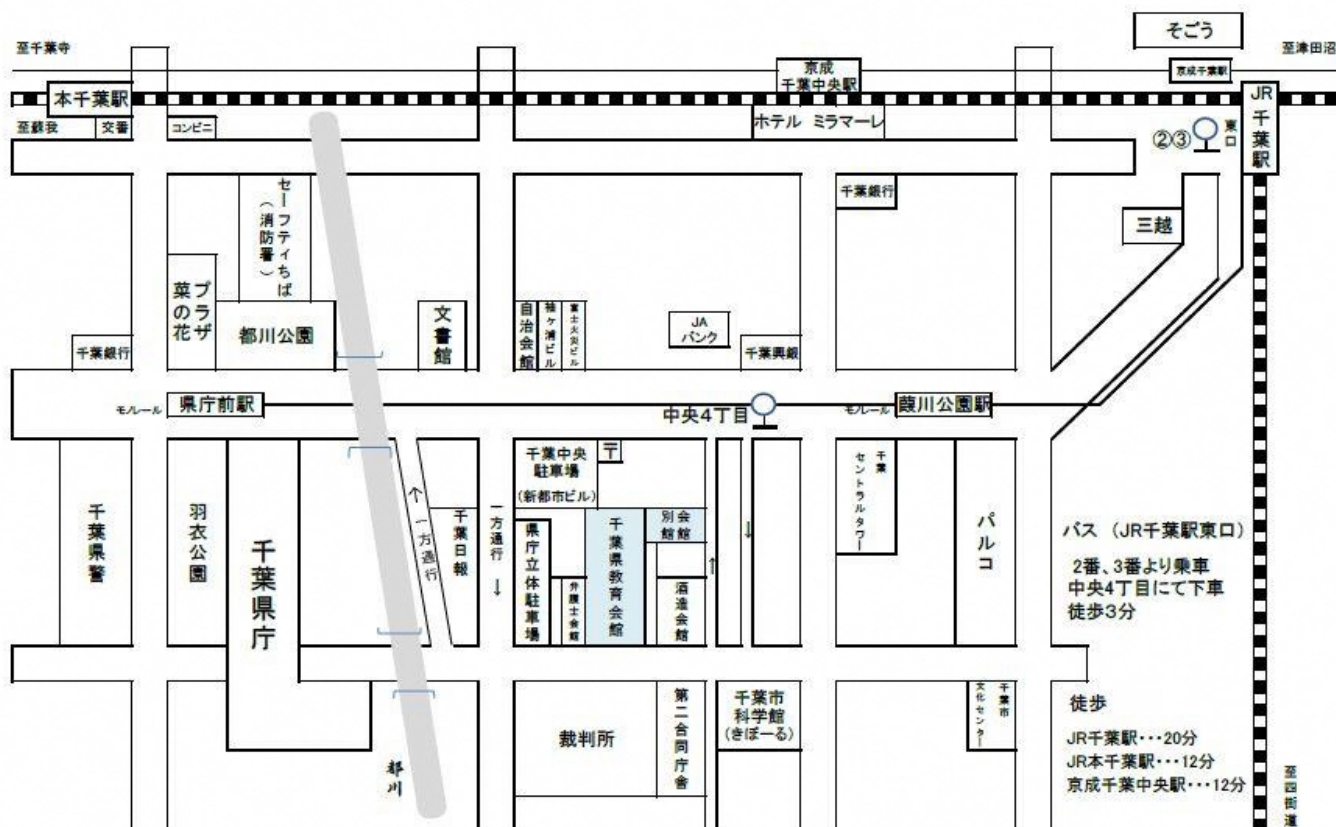 そごう
至千葉寺
至津田沼
京成
千葉中央駅
京成千葉駅
本千葉駅
JR
千葉駅
至蘇我
交番
コンビニ
ホテル ミラマーレ
②③
東口
セーフティちば
（消防署）
千葉銀行
三越
プラザ
菜の花
都川公園
文書館
自治会館
袖ヶ浦ビル
富士火災ビル
JA
バンク
千葉銀行
千葉興銀
モノレール
県庁前駅
中央4丁目
モノレール
葭川公園駅
千葉県警
羽衣公園
千葉県庁
↑一方通行
千葉日報
一方通行↓
千葉中央
駐車場
(新都市ビル)
〒
県庁立体駐車場
弁護士会館
千葉県教育会館
会館
別館
酒造会館
↑
↓
千葉
セントラルタワー
パルコ
バス （JR千葉駅東口）
2番、3番より乗車
中央4丁目にて下車
徒歩3分
裁判所
第二合同庁舎
千葉市
科学館
(きぼーる)
千葉市
文化センター
徒歩
JR千葉駅・・・20分
JR本千葉駅・・・12分
京成千葉中央駅・・・12分
都川
至四街道